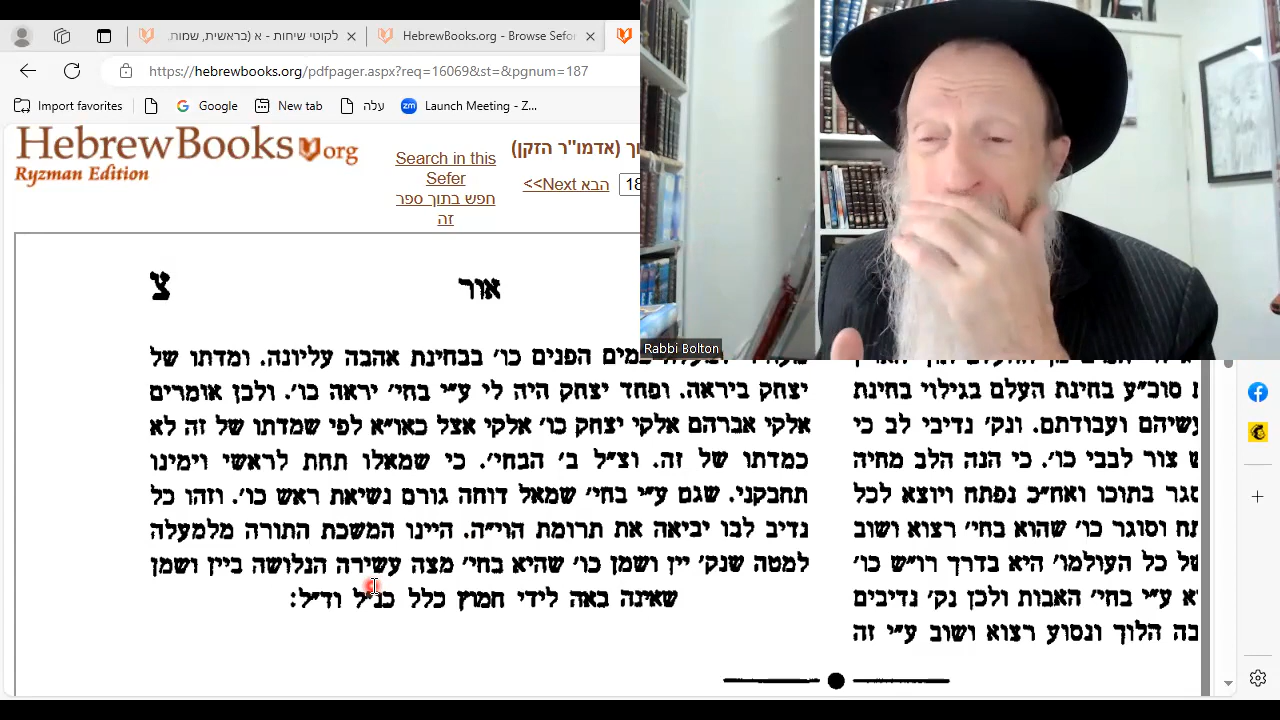 לקוטי שיחות - א (בראשית, שמות
HebrewBooks.org - Browse Sefor
https://hebrewbooks.org/pdfpager.aspx?req=16069&st=&pgnum=187
Import favorites
Google
New tab
עלה
Launch Meeting - Z...
HebrewBooks.org
Ryzman Edition
Search in this
Sefer
חפש בתוך ספר
זה
וך (אדמו"ר הזקן)
<<Next הבא
18
Rabbi Bolton
אור
צ
מים הפנים כו' בבחינת אהבה עליונה. ומדתו של
יצחק ביראה. ופחד יצחק היה לי ע"י בחי' יראה כו'. ולכן אומרים
אלקי אברהם אלקי יצחק כו' אלקי אצל כאו"א לפי שמדתו של זה לא
כמדתו של זה. וצ"ל ב' הבחי'. כי שמאלו תחת לראשי וימינו
תחבקני. שגם ע"י בחי' שמאל דוחה גורם נשיאת ראש כו'. וזהו כל
נדיב לבו יביאה את תרומת הוי"ה. היינו המשכת התורה מלמעלה
למטה שנק' יין ושמן כו' שהיא בחי' מצה עשירה הנלושה ביין ושמן
שאינה באה לידי חמוץ כלל כנ"ל וד"ל:
ת סוכ"ע בחינת העלם בגילוי בחינת
עשיהם ועבודתם. ונק' נדיבי לב כי
ש צור לבבי כו'. כי הנה הלב מחיה
סגר בתוכו ואח"כ נפתח ויוצא לכל
תח וסוגר כו' שהוא בחי' רצוא ושוב
של כל העולמו' היא בדרך רו"ש כו'
א ע"י בחי' האבות ולכן נק' נדיבים
בה הלוך ונסוע רצוא ושוב ע"י זה